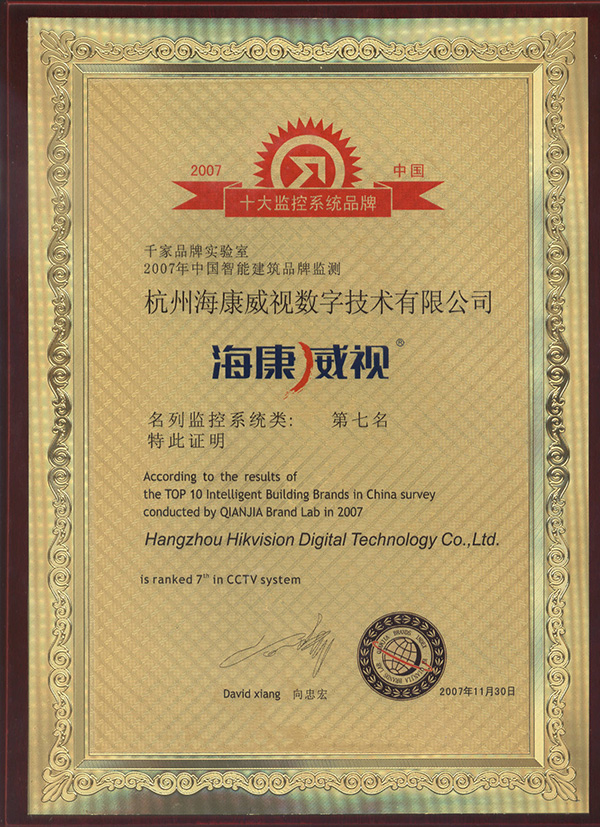 2007 中国
十大监控系统品牌
千家品牌实验室
2007年中国智能建筑品牌监测
杭州海康威视数字技术有限公司
海康威视®
名列监控系统类: 第七名
特此证明
According to the results of
the TOP 10 Intelligent Building Brands in China survey
conducted by QIANJIA Brand Lab in 2007
Hangzhou Hikvision Digital Technology Co.,Ltd.
is ranked 7th in CCTV system
David xiang 向忠宏
2007年11月30日